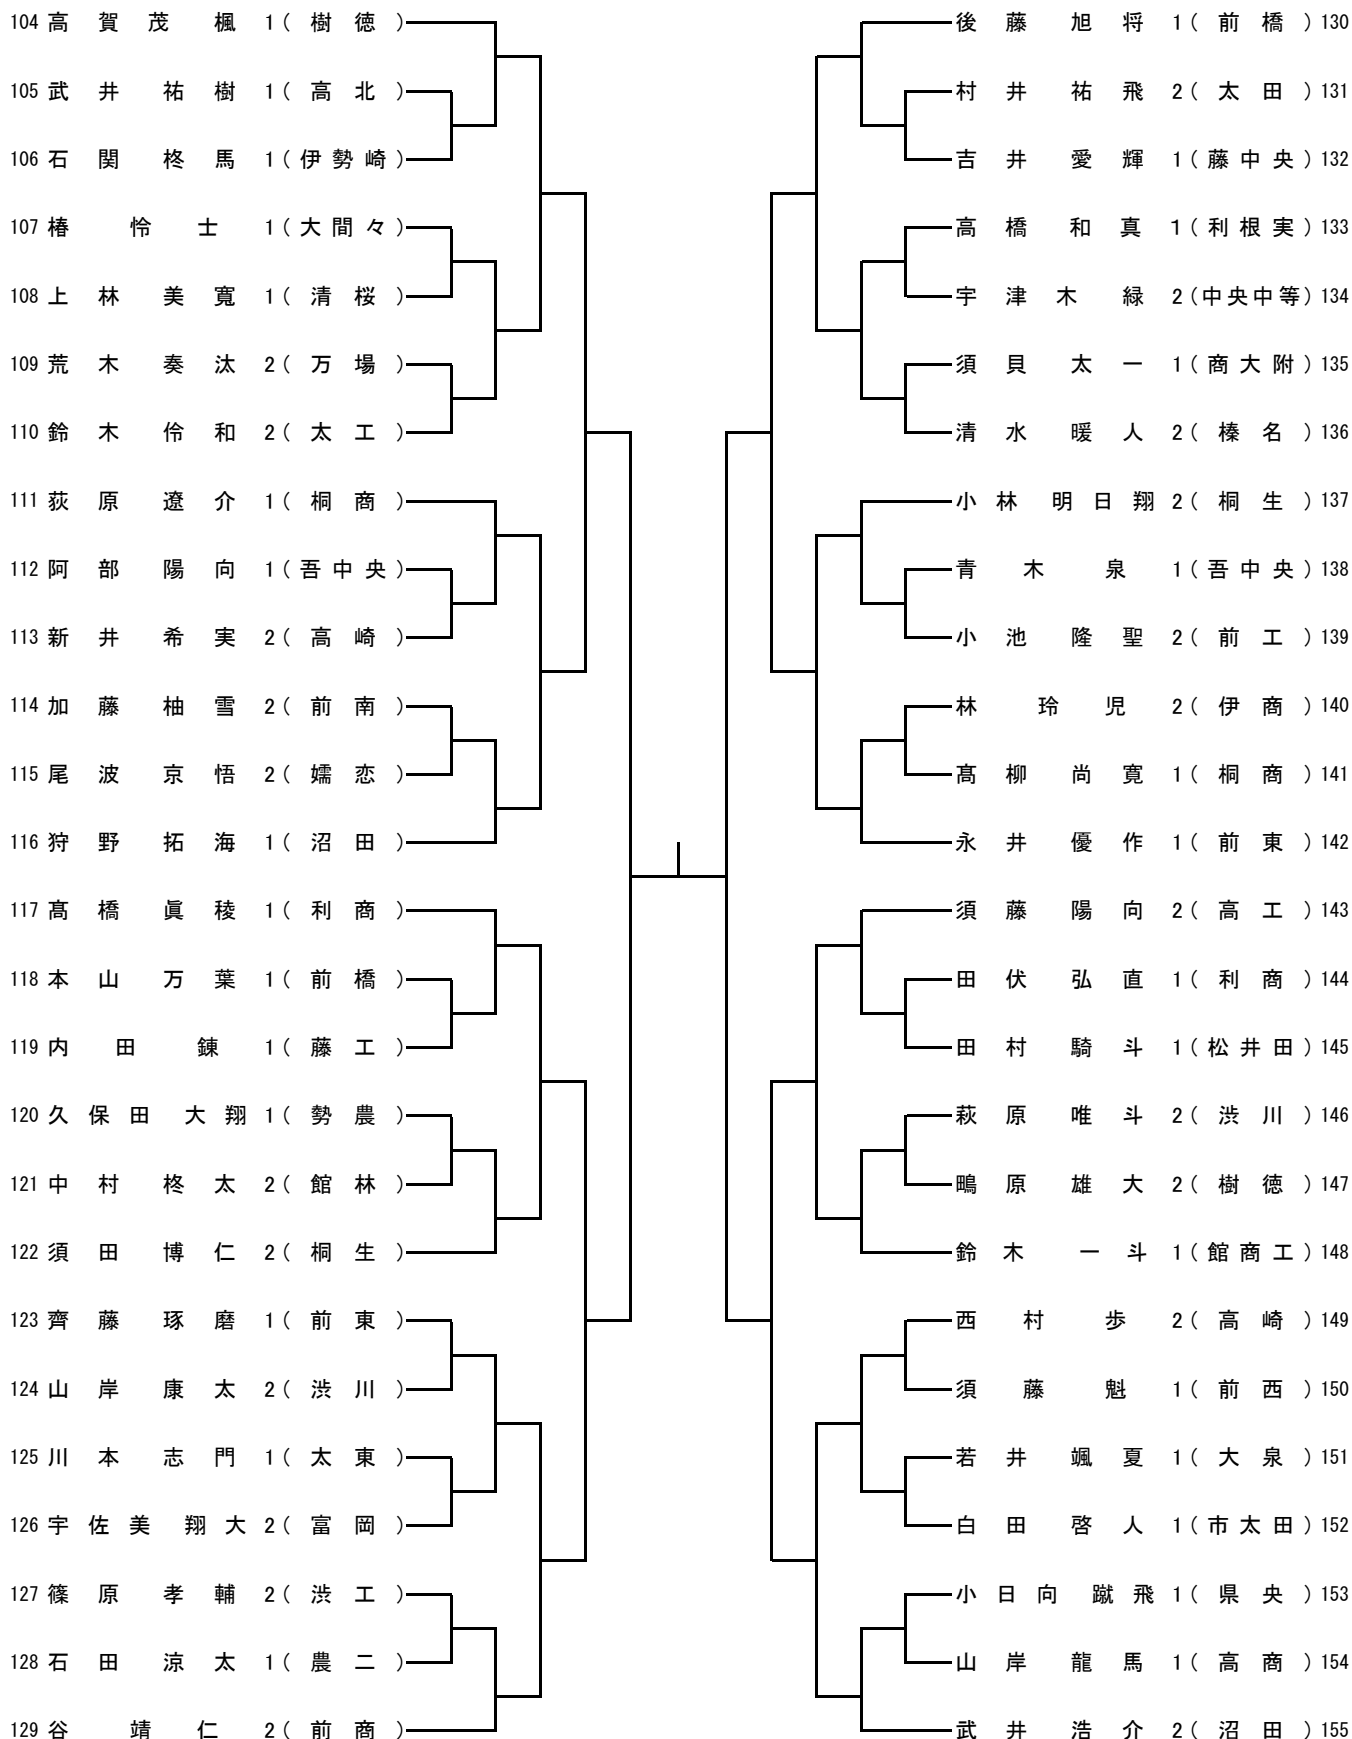 104 高賀茂 楓 1 ( 樹徳 )
105 武井 祐樹 1 ( 高北 )
106 石関 柊馬 1 ( 伊勢崎 )
107 椿 怜士 1 ( 大間々 )
108 上林 美寛 1 ( 清桜 )
109 荒木 奏汰 2 ( 万場 )
110 鈴木 伶和 2 ( 太工 )
111 荻原 遼介 1 ( 桐商 )
112 阿部 陽向 1 ( 吾中央 )
113 新井 希実 2 ( 高崎 )
114 加藤 柚雪 2 ( 前南 )
115 尾波 京悟 2 ( 嬬恋 )
116 狩野 拓海 1 ( 沼田 )
117 髙橋 眞稜 1 ( 利商 )
118 本山 万葉 1 ( 前橋 )
119 内田 錬 1 ( 藤工 )
120 久保田 大翔 1 ( 勢農 )
121 中村 柊太 2 ( 館林 )
122 須田 博仁 2 ( 桐生 )
123 齊藤 琢磨 1 ( 前東 )
124 山岸 康太 2 ( 渋川 )
125 川本 志門 1 ( 太東 )
126 宇佐美 翔大 2 ( 富岡 )
127 篠原 孝輔 2 ( 渋工 )
128 石田 涼太 1 ( 農二 )
129 谷 靖仁 2 ( 前商 )
後藤 旭将 1 ( 前橋 ) 130
村井 祐飛 2 ( 太田 ) 131
吉井 愛輝 1 ( 藤中央 ) 132
高橋 和真 1 ( 利根実 ) 133
宇津木 緑 2 ( 中央中等 ) 134
須貝 太一 1 ( 商大附 ) 135
清水 暖人 2 ( 榛名 ) 136
小林 明日翔 2 ( 桐生 ) 137
青木 泉 1 ( 吾中央 ) 138
小池 隆聖 2 ( 前工 ) 139
林 玲児 2 ( 伊商 ) 140
髙柳 尚寛 1 ( 桐商 ) 141
永井 優作 1 ( 前東 ) 142
須藤 陽向 2 ( 高工 ) 143
田伏 弘直 1 ( 利商 ) 144
田村 騎斗 1 ( 松井田 ) 145
萩原 唯斗 2 ( 渋川 ) 146
鴫原 雄大 2 ( 樹徳 ) 147
鈴木 一斗 1 ( 館商工 ) 148
西村 歩 2 ( 高崎 ) 149
須藤 魁 1 ( 前西 ) 150
若井 颯夏 1 ( 大泉 ) 151
白田 啓人 1 ( 市太田 ) 152
小日向 蹴飛 1 ( 県央 ) 153
山岸 龍馬 1 ( 高商 ) 154
武井 浩介 2 ( 沼田 ) 155